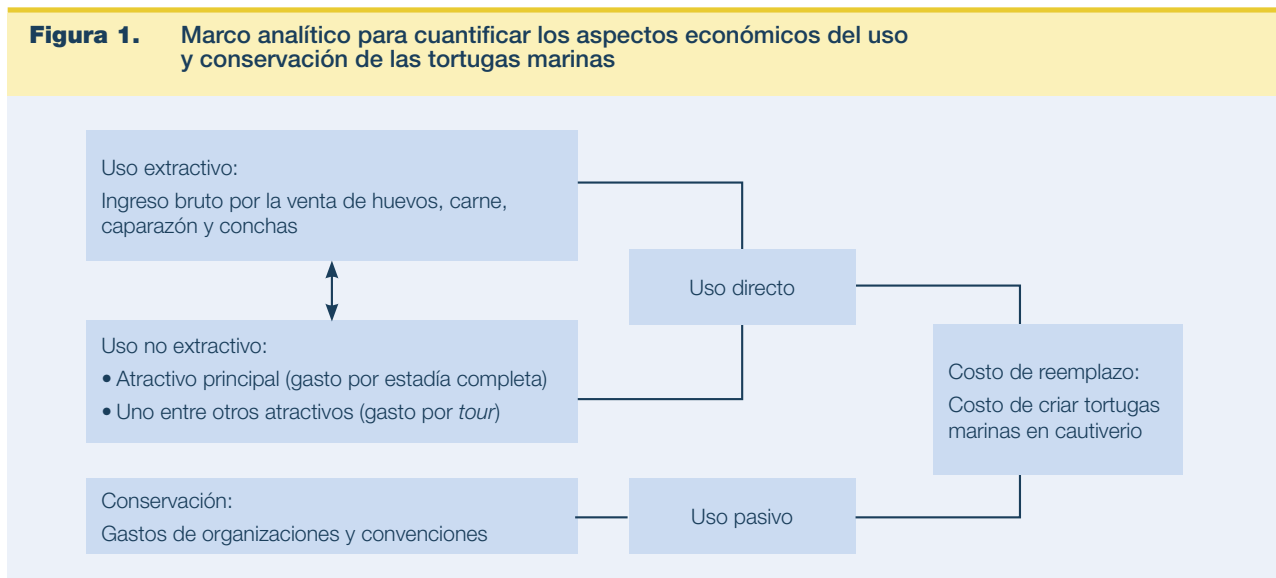 Figura 1. Marco analítico para cuantificar los aspectos económicos del uso
y conservación de las tortugas marinas
Uso extractivo:
Ingreso bruto por la venta de huevos, carne,
caparazón y conchas
Uso directo
Uso no extractivo:
• Atractivo principal (gasto por estadía completa)
• Uno entre otros atractivos (gasto por tour)
Costo de reemplazo:
Costo de criar tortugas
marinas en cautiverio
Conservación:
Gastos de organizaciones y convenciones
Uso pasivo